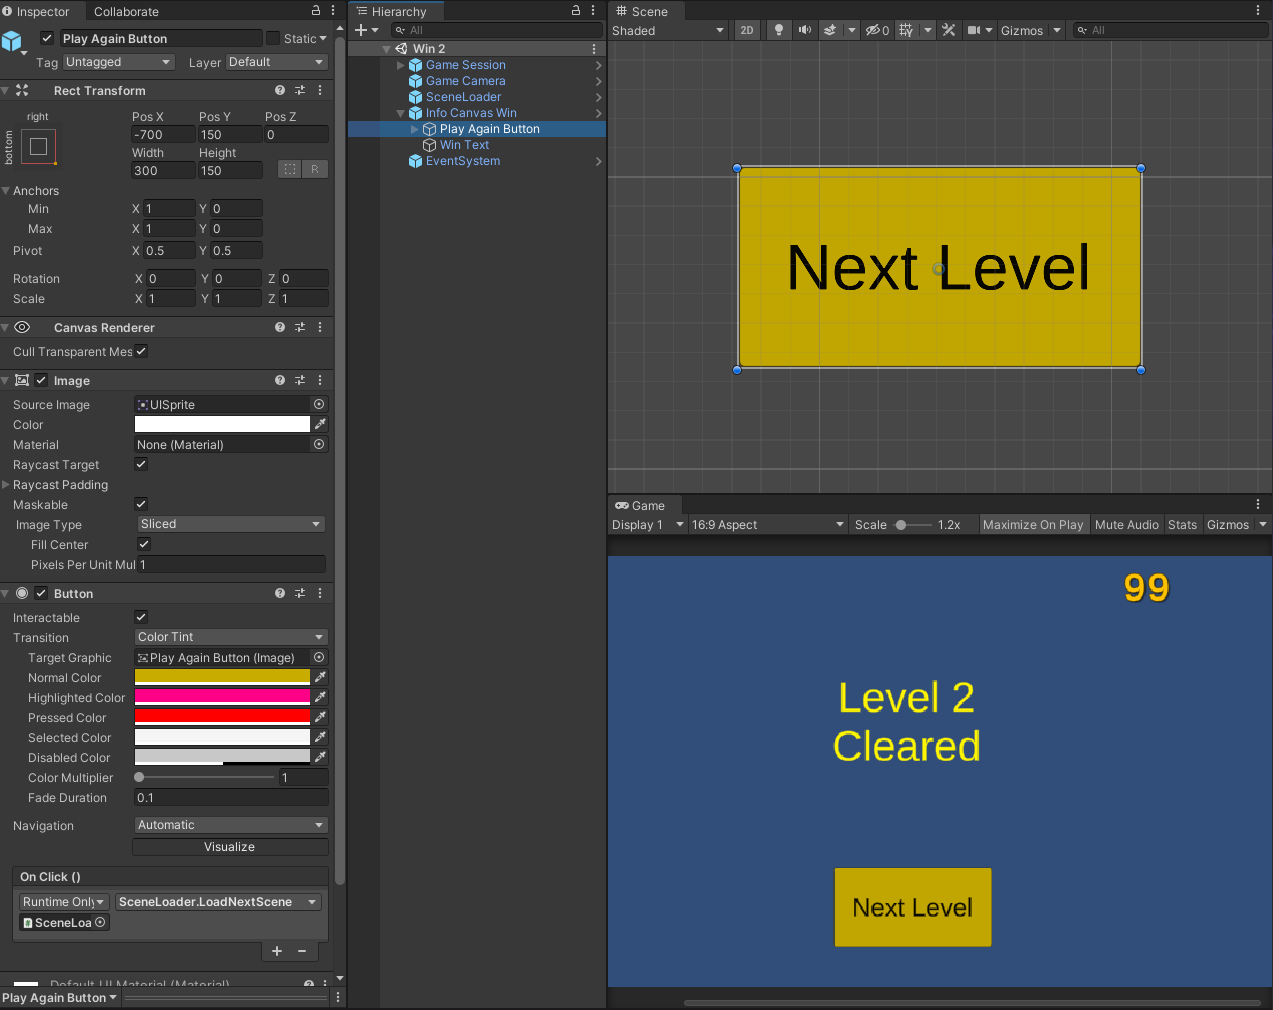 Inspector
Collaborate
Play Again Button
Static
Tag Untagged
Layer Default
Rect Transform
right
bottom
Pos X
Pos Y
Pos Z
-700
150
0
Width
Height
300
150
R
Anchors
Min
X 1
Y 0
Max
X 1
Y 0
Pivot
X 0.5
Y 0.5
Rotation
X 0
Y 0
Z 0
Scale
X 1
Y 1
Z 1
Canvas Renderer
Cull Transparent Mes
Image
Source Image
UISprite
Color
Material
None (Material)
Raycast Target
Raycast Padding
Maskable
Image Type
Sliced
Fill Center
Pixels Per Unit Mul
1
Button
Interactable
Transition
Color Tint
Target Graphic
Play Again Button (Image)
Normal Color
Highlighted Color
Pressed Color
Selected Color
Disabled Color
Color Multiplier
1
Fade Duration
0.1
Navigation
Automatic
Visualize
On Click ()
Runtime Only
SceneLoader.LoadNextScene
SceneLoa
+ −
Default UI Material (Material)
Play Again Button
Hierarchy
+
All
Win 2
Game Session
Game Camera
SceneLoader
Info Canvas Win
Play Again Button
Win Text
EventSystem
Scene
Shaded
2D
0
Gizmos
All
Next Level
Game
Display 1
16:9 Aspect
Scale
1.2x
Maximize On Play
Mute Audio
Stats
Gizmos
99
Level 2
Cleared
Next Level